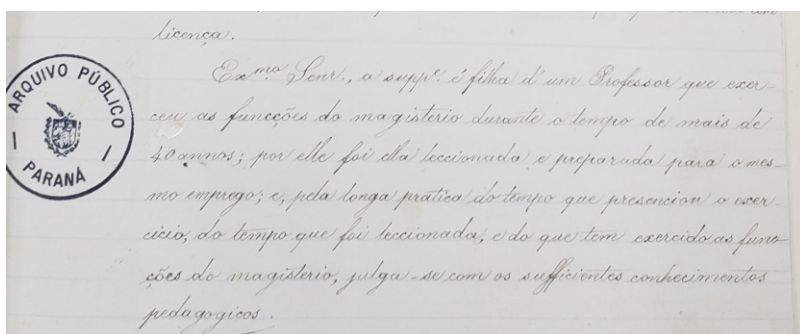 com
licença.
Exmo Senr., a suppe. é filha d'um Professor que exer-
ceu as funcções do magisterio durante o tempo de mais de
40 annos; por elle foi ella leccionada e preparada para o mes-
mo emprego; e, pela longa pratica do tempo que presenciou o exer-
cicio, do tempo que foi leccionada, e do que tem exercido as func-
ções do magisterio, julga-se com os sufficientes conhecimentos
pedagogicos.
ARQUIVO PÚBLICO
PARANÁ